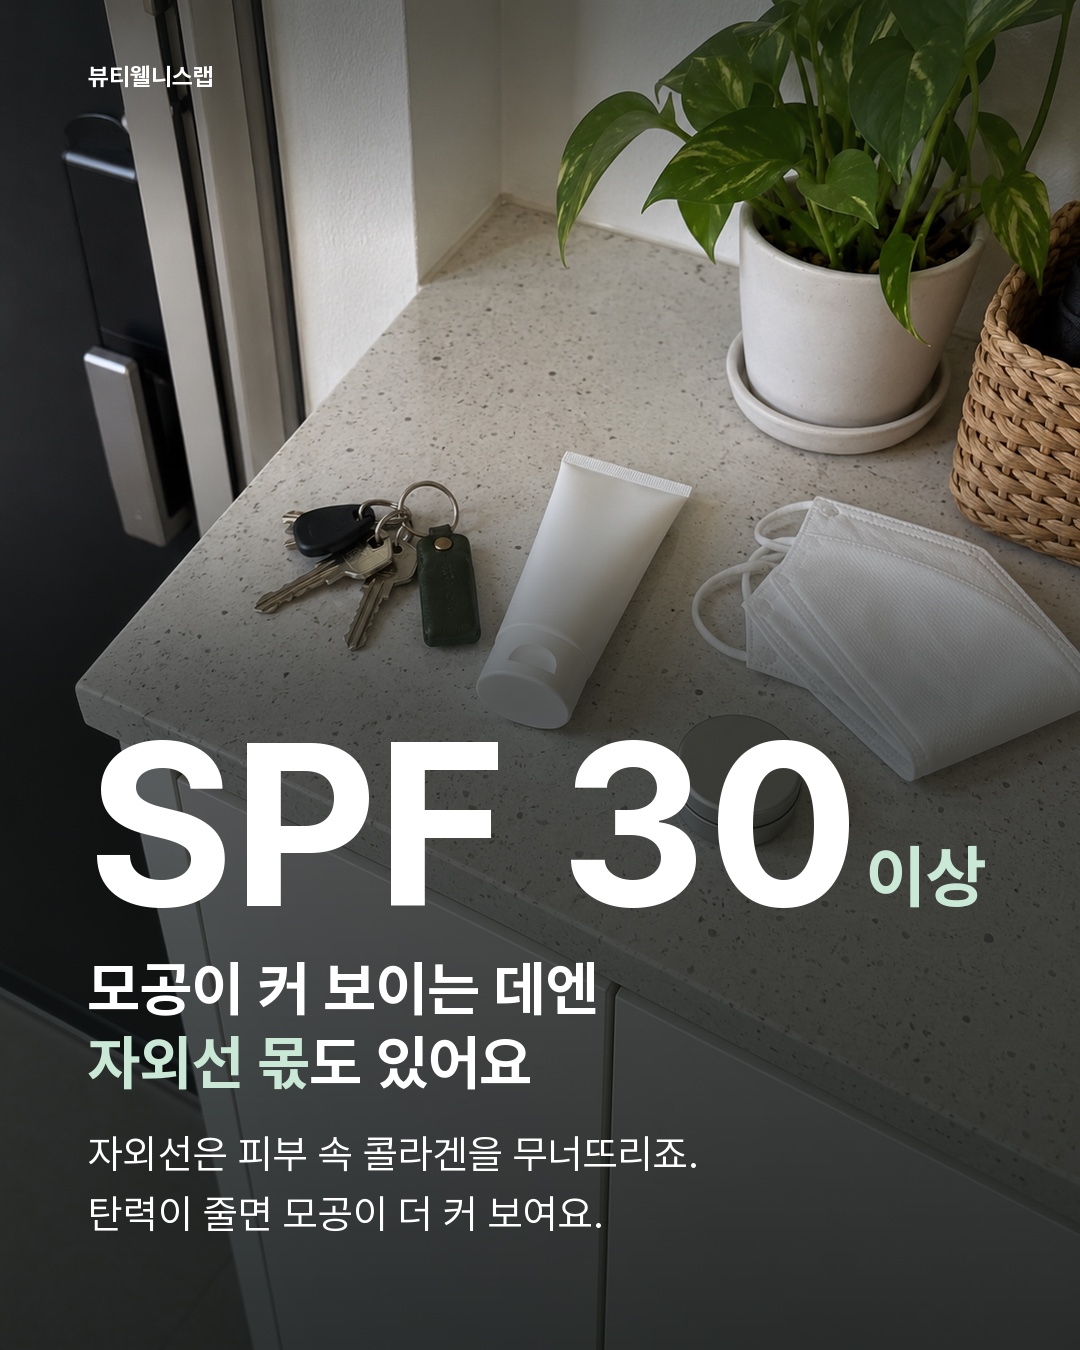 뷰티웰니스랩
SPF 30 이상
모공이 커 보이는 데엔
자외선 몫도 있어요
자외선은 피부 속 콜라겐을 무너뜨리죠.
탄력이 줄면 모공이 더 커 보여요.